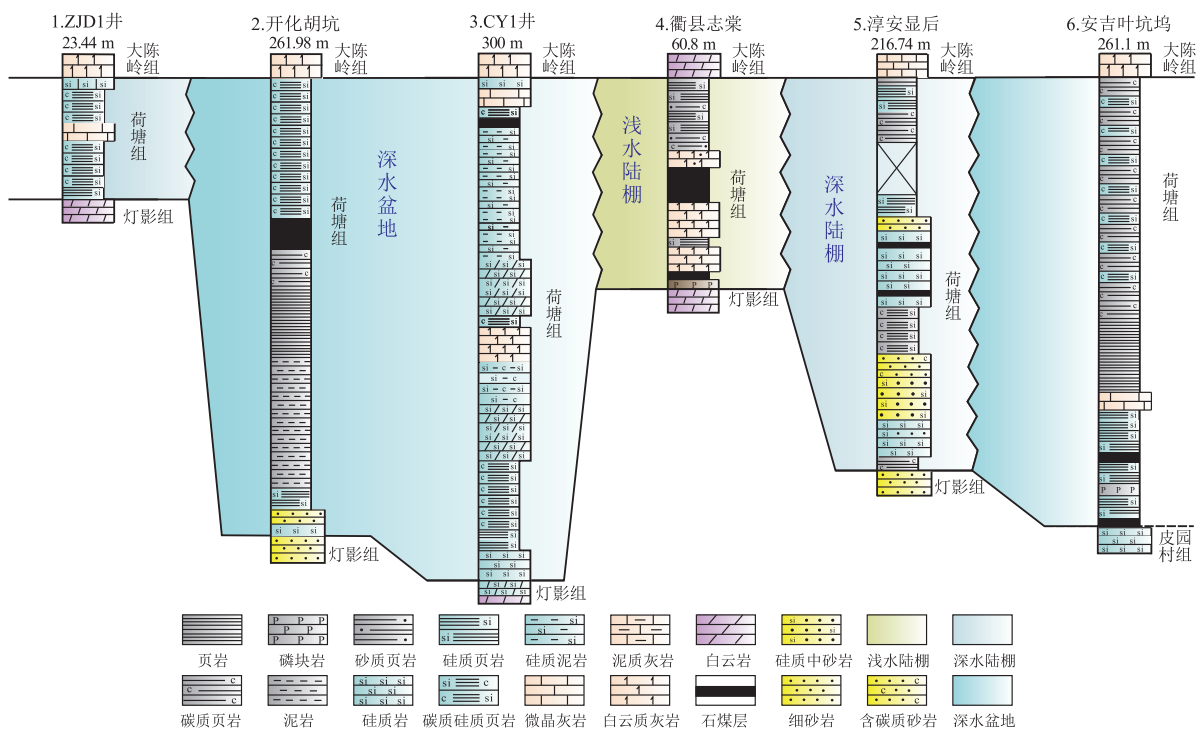 1.ZJD1井
23.44 m
大陈
岭组
荷塘组
灯影组
2.开化胡坑
261.98 m
大陈
岭组
深水盆地
荷塘组
灯影组
3.CY1井
300 m
大陈
岭组
荷塘组
灯影组
浅水陆棚
4.衢县志棠
60.8 m
大陈
岭组
荷塘组
灯影组
深水陆棚
5.淳安显后
216.74 m
大陈
岭组
荷塘组
灯影组
6.安吉叶坑坞
261.1 m
大陈
岭组
荷塘组
皮园
村组
页岩
磷块岩
砂质页岩
硅质页岩
硅质泥岩
泥质灰岩
白云岩
硅质中砂岩
浅水陆棚
深水陆棚
碳质页岩
泥岩
硅质岩
碳质硅质页岩
微晶灰岩
白云质灰岩
石煤层
细砂岩
含碳质砂岩
深水盆地